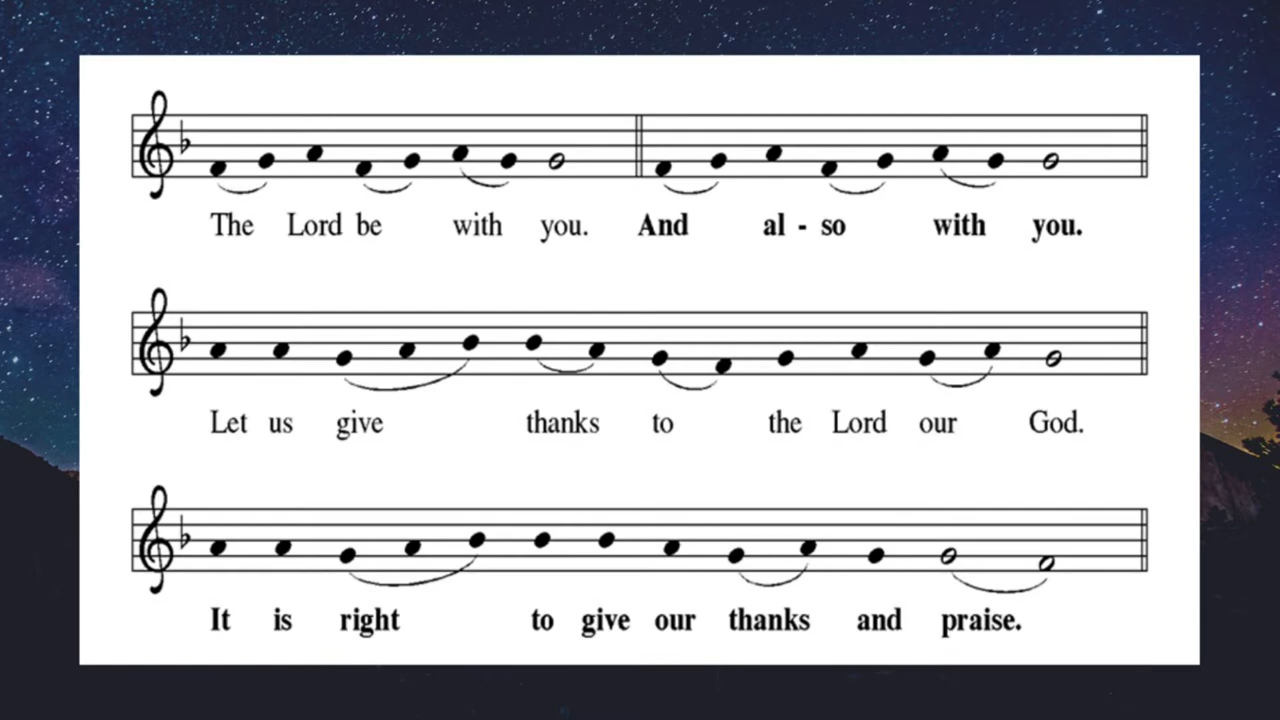 The Lord be with you. And al - so with you.
Let us give thanks to the Lord our God.
It is right to give our thanks and praise.